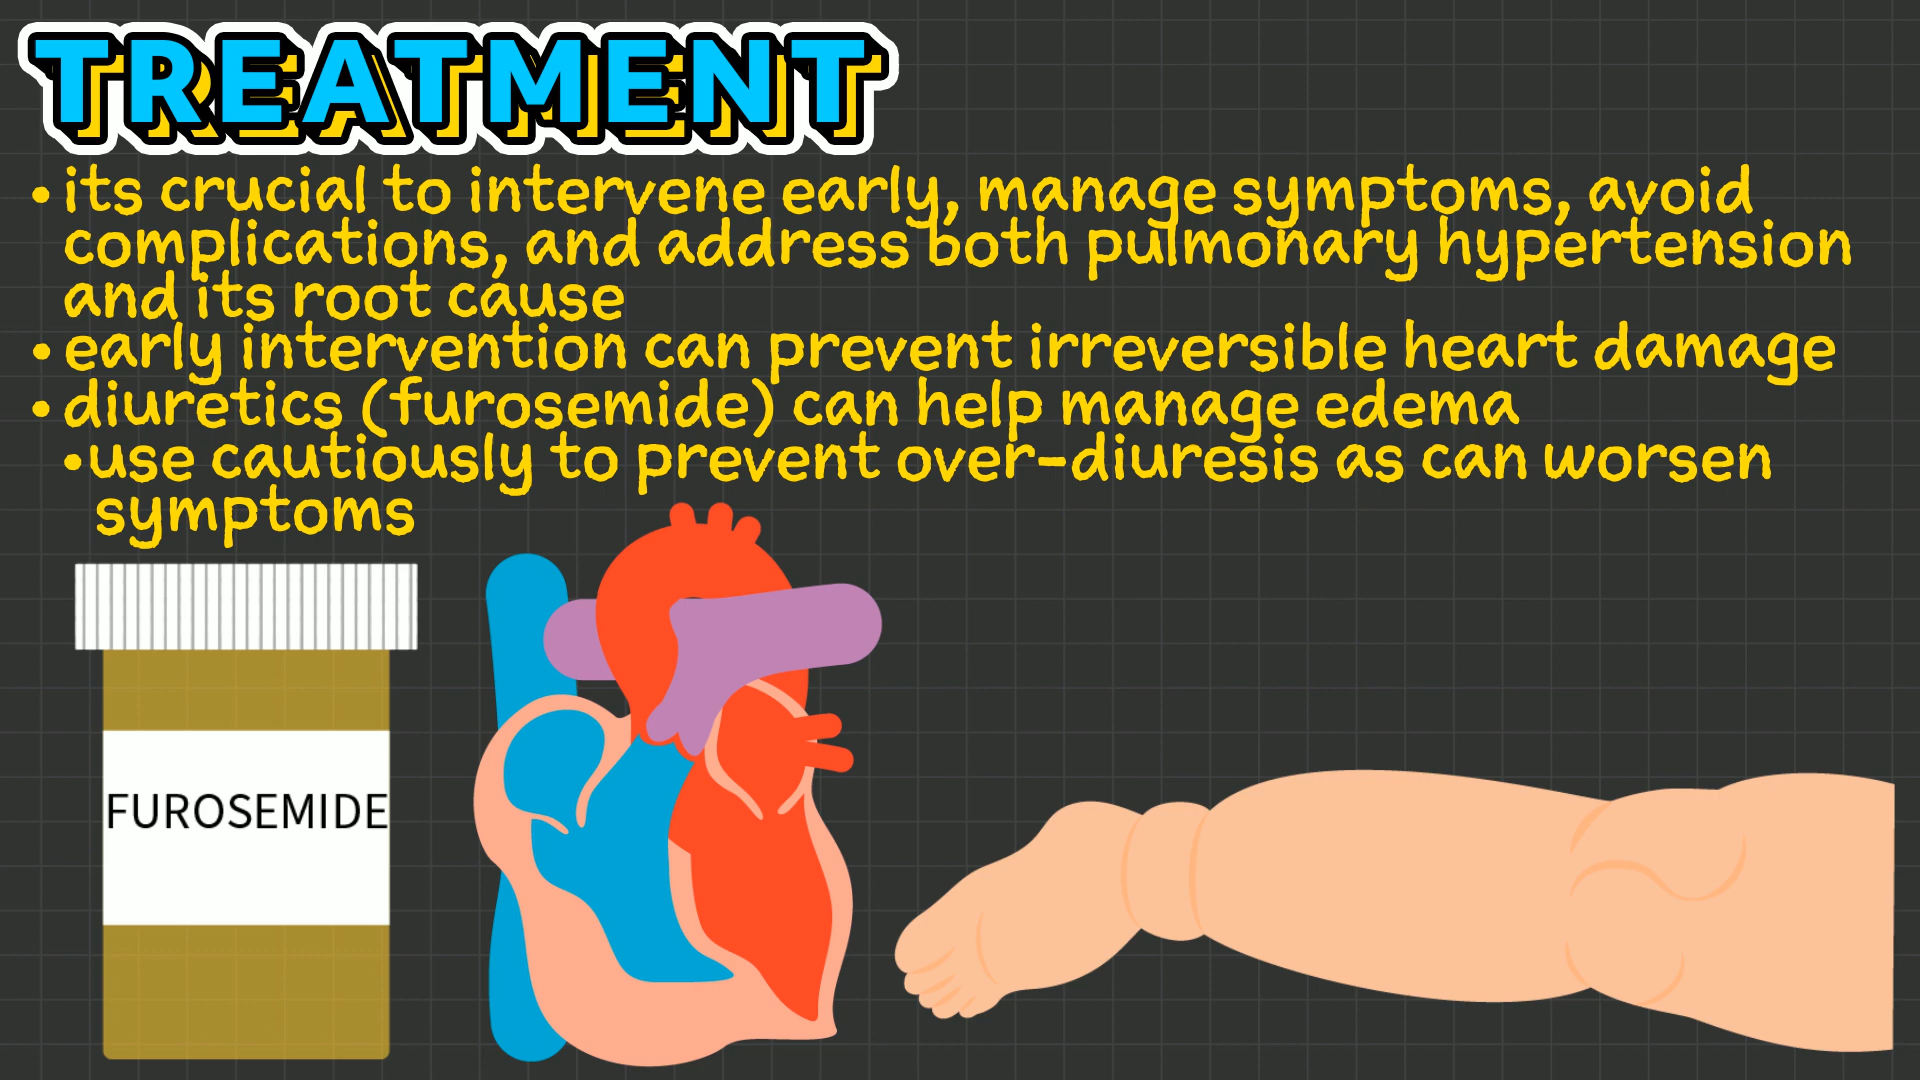 TREATMENT
• its crucial to intervene early, manage symptoms, avoid
complications, and address both pulmonary hypertension
and its root cause
• early intervention can prevent irreversible heart damage
• diuretics (furosemide) can help manage edema
• use cautiously to prevent over-diuresis as can worsen
symptoms
FUROSEMIDE